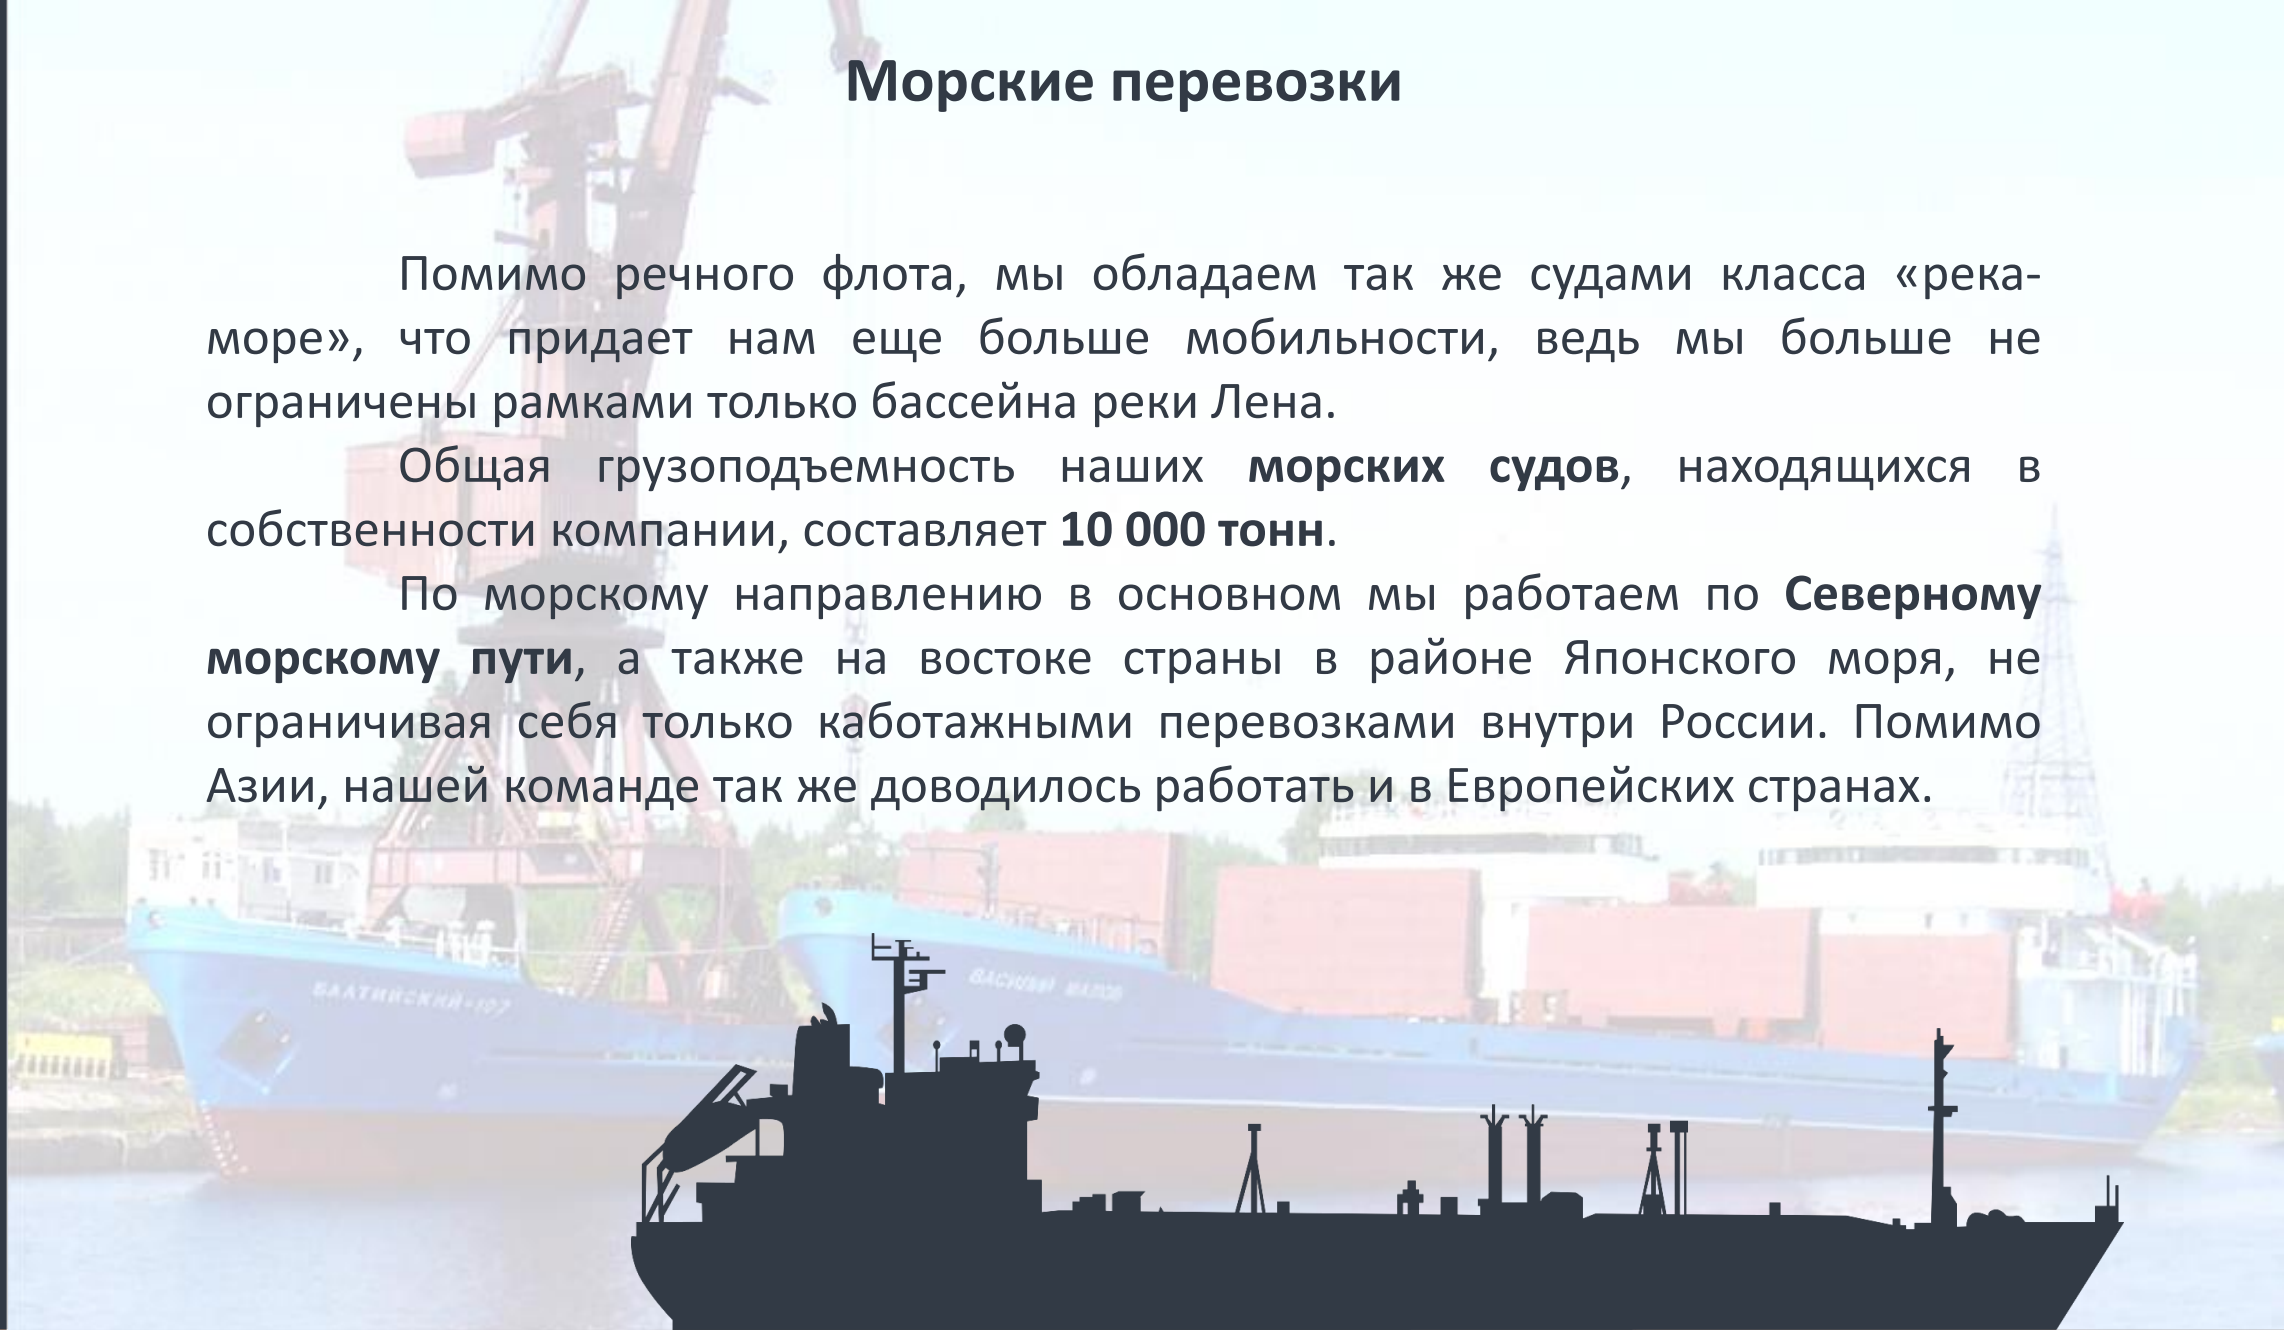 Морские перевозки
Помимо речного флота, мы обладаем так же судами класса «река-
море», что придает нам еще больше мобильности, ведь мы больше не
ограничены рамками только бассейна реки Лена.
Общая грузоподъемность наших морских судов, находящихся в
собственности компании, составляет 10 000 тонн.
По морскому направлению в основном мы работаем по Северному
морскому пути, а также на востоке страны в районе Японского моря, не
ограничивая себя только каботажными перевозками внутри России. Помимо
Азии, нашей команде так же доводилось работать и в Европейских странах.
БАЛТИЙСКИЙ-107
ВАСИЛИЙ МАЛОВ